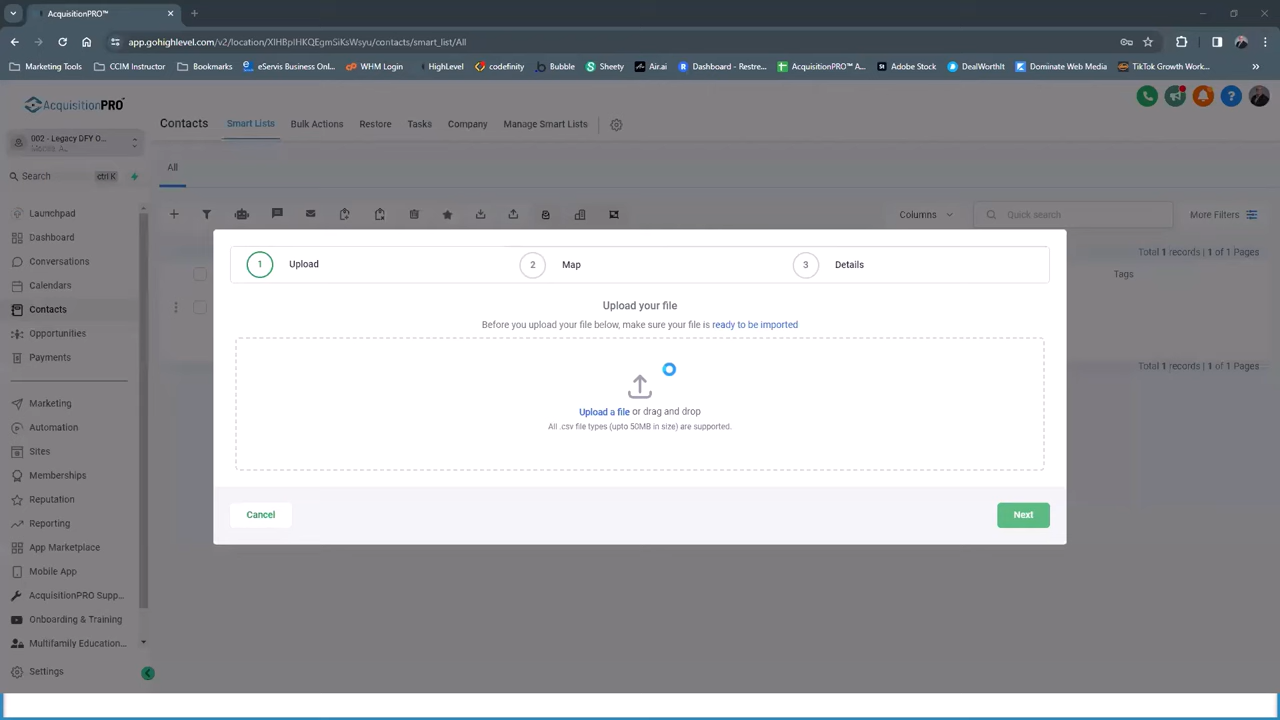 AcquisitionPRO™
app.gohighlevel.com/v2/location/XIHBpIHKQEgmSiKsWsyu/contacts/smart_list/All
Marketing Tools
CCIM Instructor
Bookmarks
eServis Business Onl...
WHM Login
HighLevel
codefinity
Bubble
Sheety
Air.ai
Dashboard - Restre...
AcquisitionPRO™ A...
Adobe Stock
DealWorthIt
Dominate Web Media
TikTok Growth Work...
»
AcquisitionPRO
Contacts
Smart Lists
Bulk Actions
Restore
Tasks
Company
Manage Smart Lists
002 - Legacy DFY O...
Search
ctrl K
All
Columns
Quick search
More Filters
Launchpad
Dashboard
Conversations
Calendars
Contacts
Opportunities
Payments
Marketing
Automation
Sites
Memberships
Reputation
Reporting
App Marketplace
Mobile App
AcquisitionPRO Supp...
Onboarding & Training
Multifamily Education...
Settings
Total 1 records | 1 of 1 Pages
Tags
Total 1 records | 1 of 1 Pages
1 Upload
2 Map
3 Details
Upload your file
Before you upload your file below, make sure your file is ready to be imported
Upload a file or drag and drop
All .csv file types (upto 50MB in size) are supported.
Cancel
Next